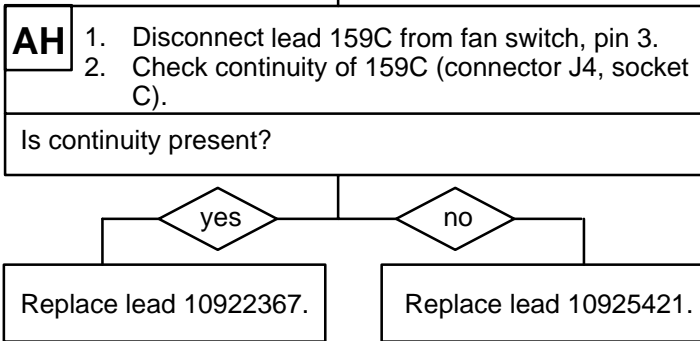 AH
1. Disconnect lead 159C from fan switch, pin 3.
2. Check continuity of 159C (connector J4, socket
C).
Is continuity present?
yes
no
Replace lead 10922367.
Replace lead 10925421.